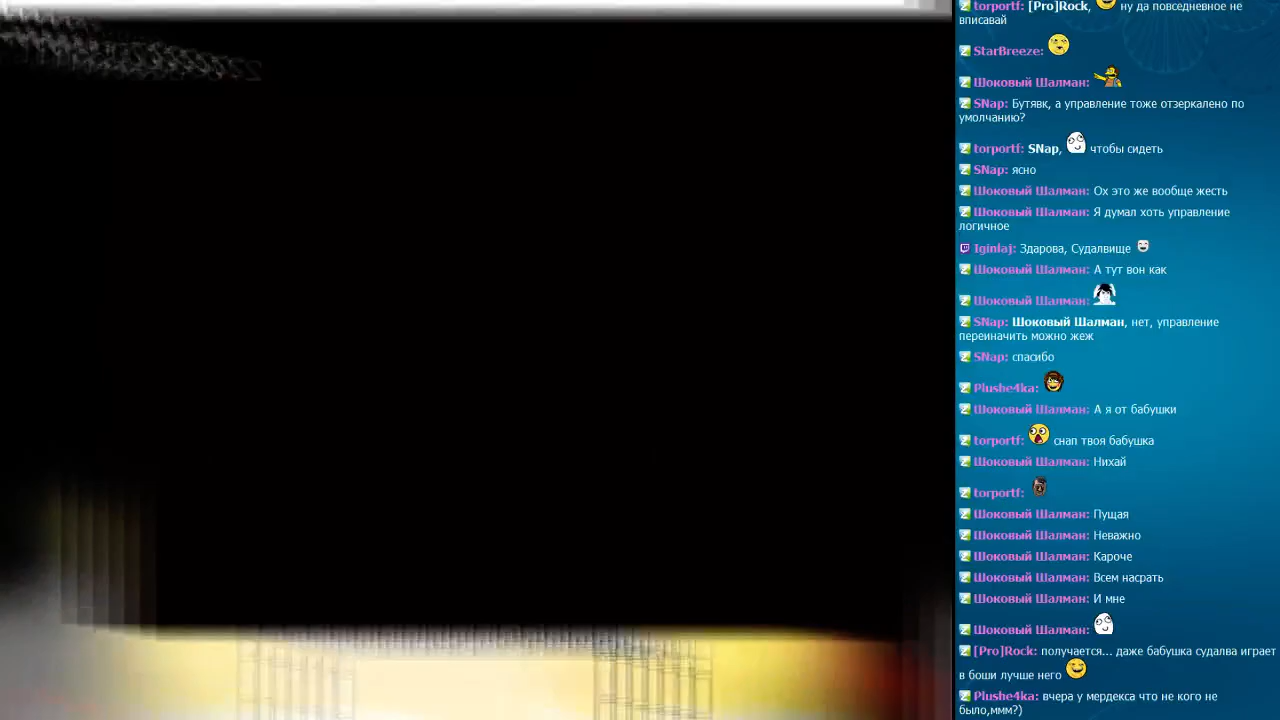 torportf: [Pro]Rock, ну да повседневное не
вписавай
StarBreeze:
Шоковый Шалман:
SNap: Бутявк, а управление тоже отзеркалено по
умолчанию?
torportf: SNap, чтобы сидеть
SNap: ясно
Шоковый Шалман: Ох это же вообще жесть
Шоковый Шалман: Я думал хоть управление
логичное
Iginlaj: Здарова, Судалвище
Шоковый Шалман: А тут вон как
Шоковый Шалман:
SNap: Шоковый Шалман, нет, управление
переиначить можно жеж
SNap: спасибо
Plushe4ka:
Шоковый Шалман: А я от бабушки
torportf: снап твоя бабушка
Шоковый Шалман: Нихай
torportf:
Шоковый Шалман: Пущая
Шоковый Шалман: Неважно
Шоковый Шалман: Кароче
Шоковый Шалман: Всем насрать
Шоковый Шалман: И мне
Шоковый Шалман:
[Pro]Rock: получается... даже бабушка судалва играет
в боши лучше него
Plushe4ka: вчера у мердекса что не кого не
было,ммм?)